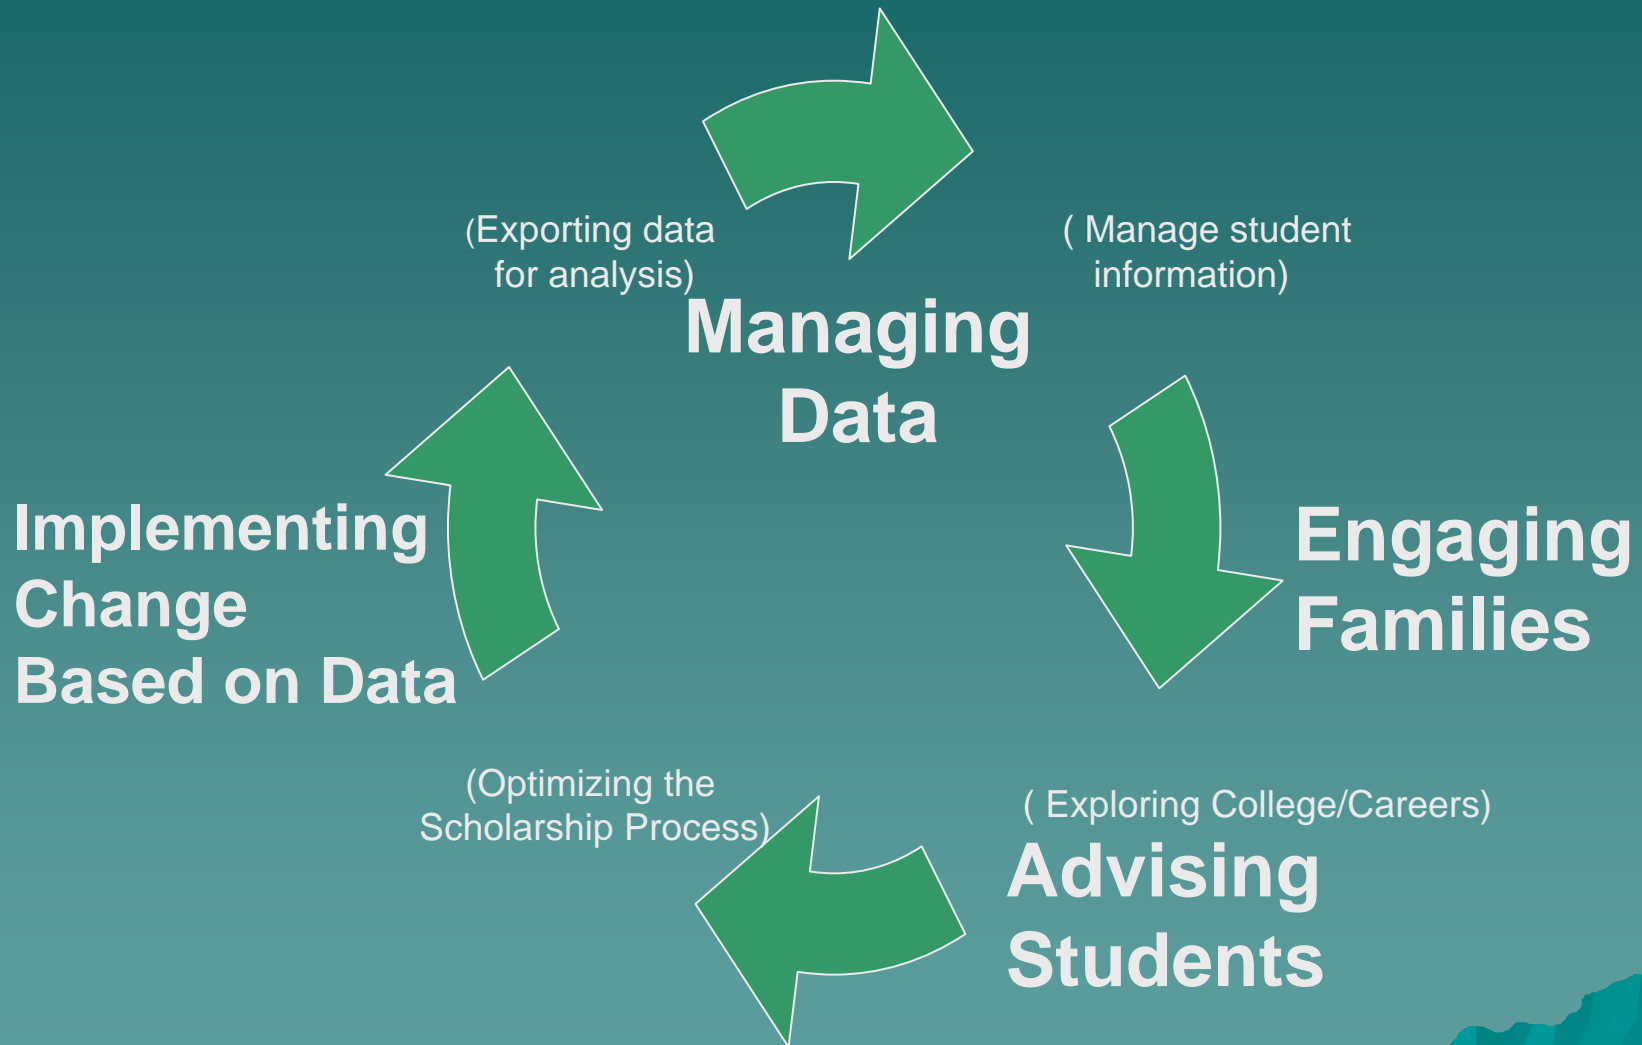 (Exporting data
for analysis)
( Manage student
information)
Managing
Data
Engaging
Families
Implementing
Change
Based on Data
( Exploring College/Careers)
Advising
Students
(Optimizing the
Scholarship Process)